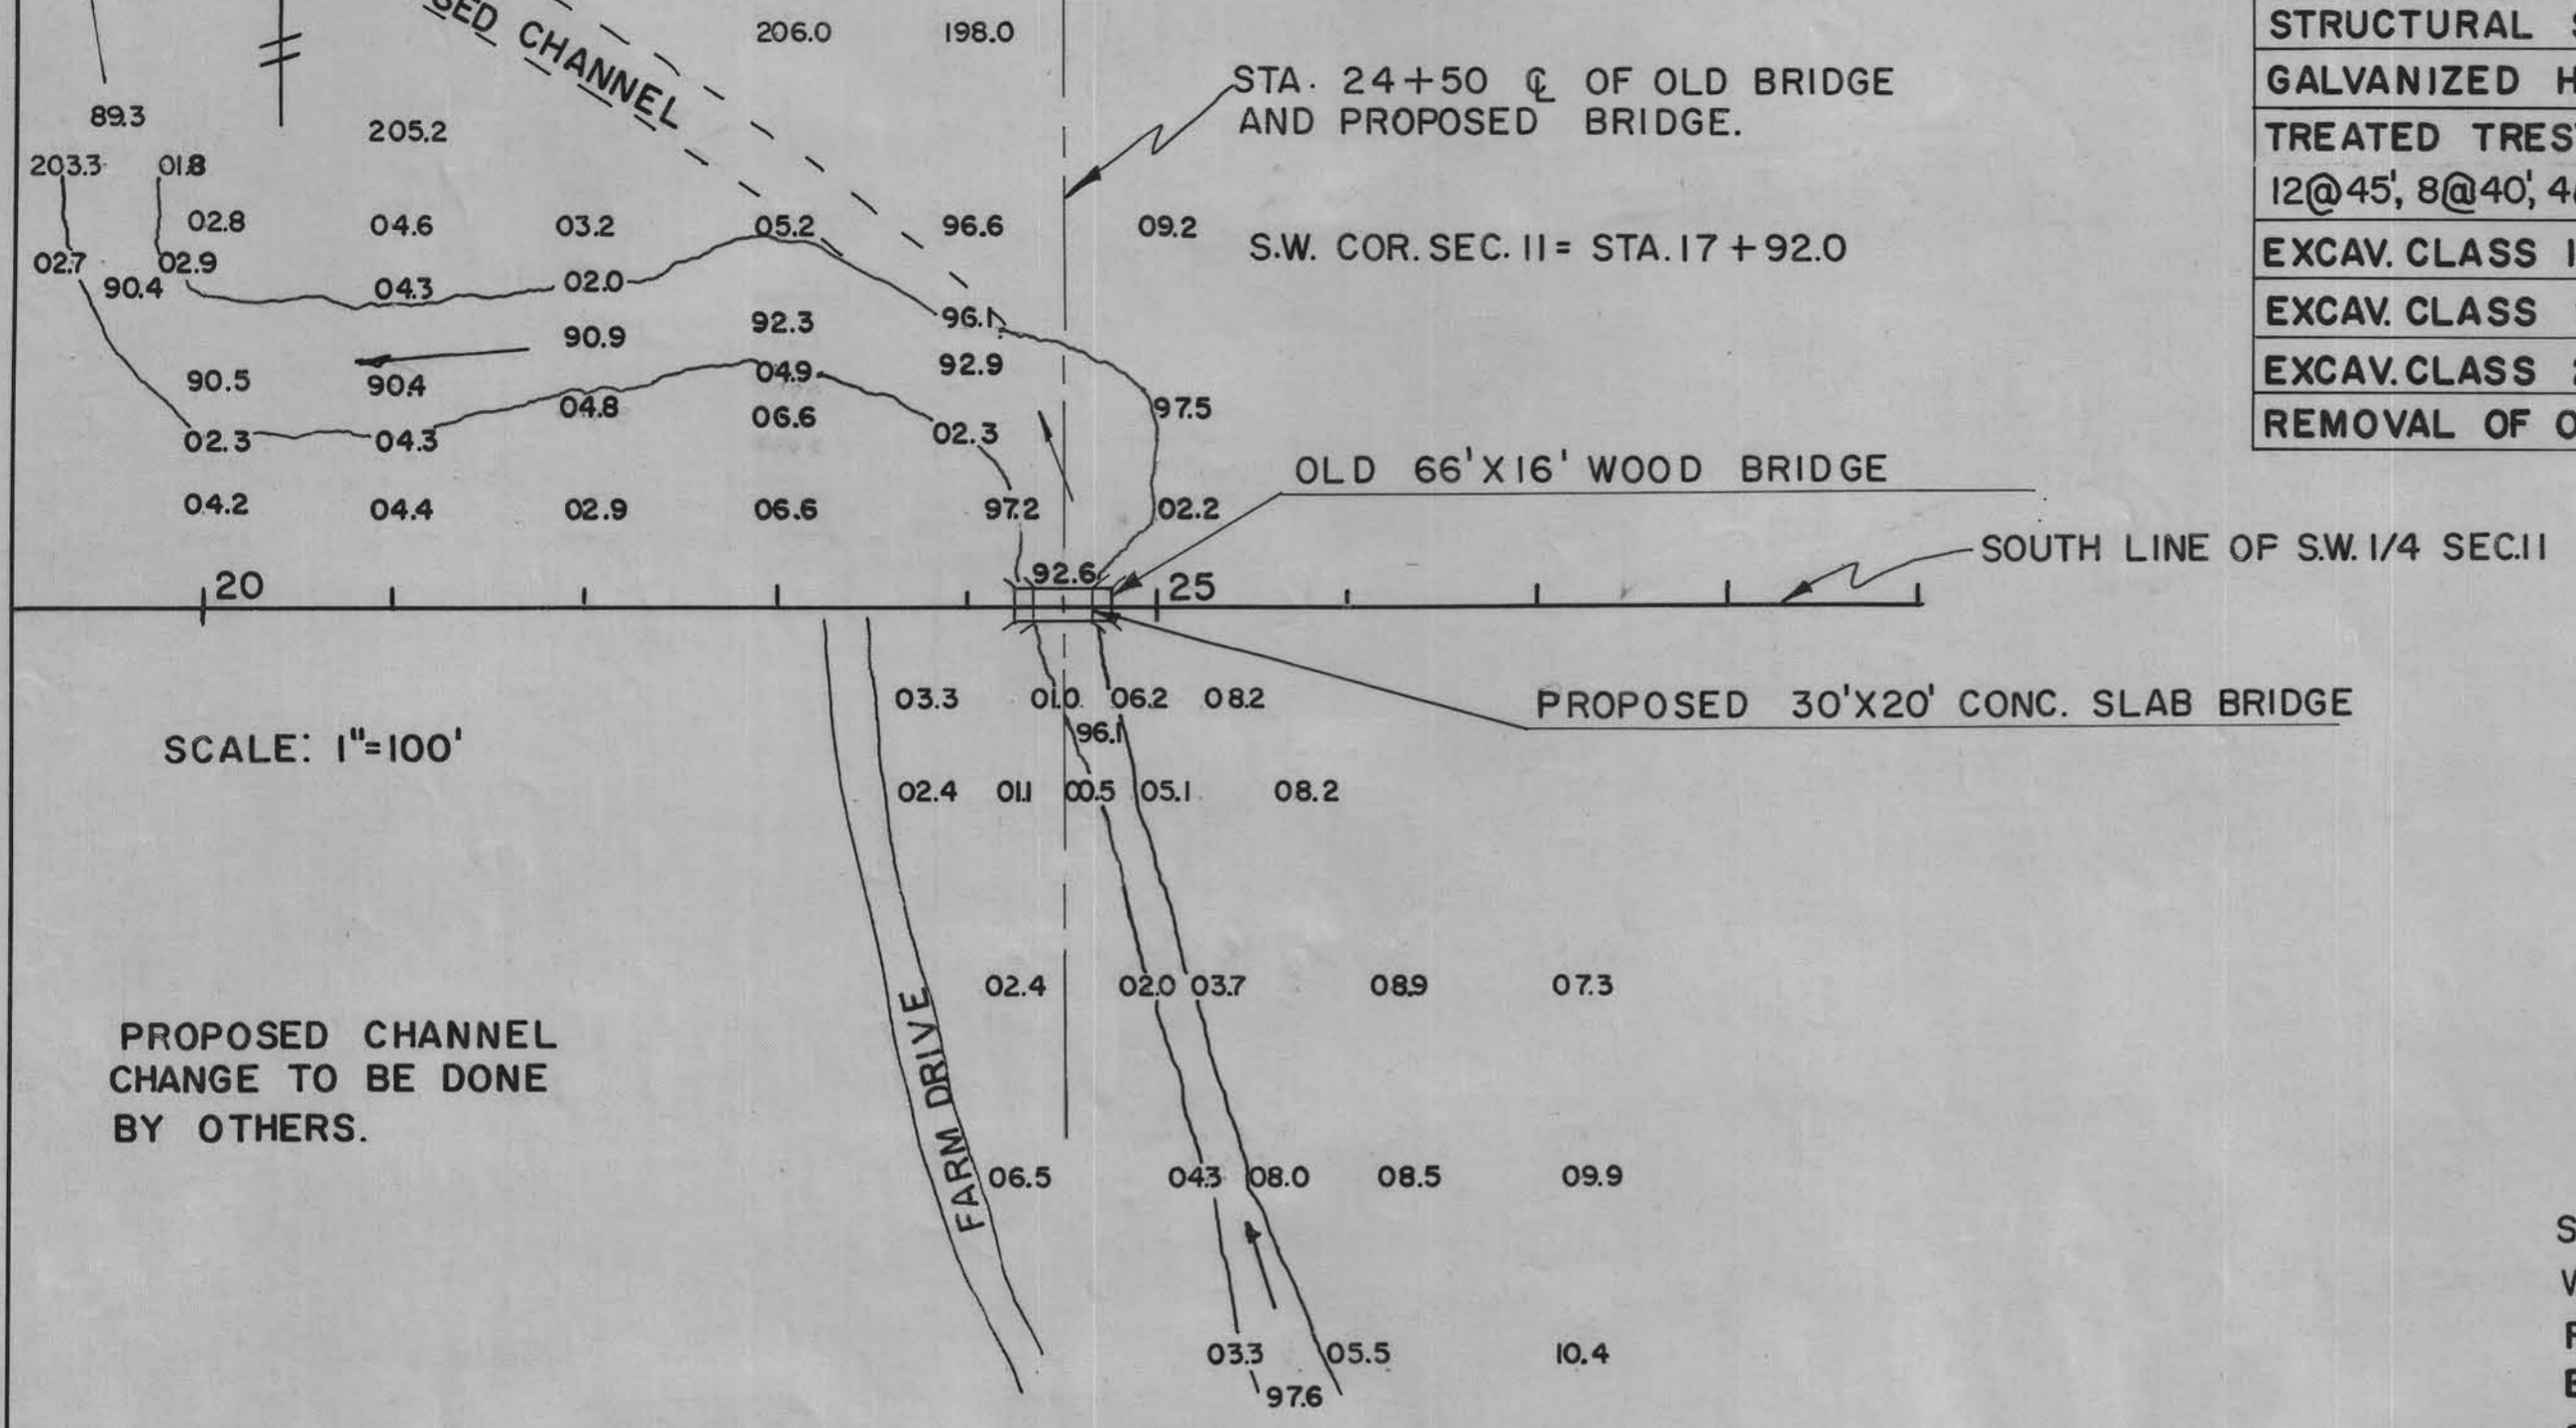 SED CHANNEL
206.0 198.0
STA. 24+50 ℄ OF OLD BRIDGE
AND PROPOSED BRIDGE.
89.3
205.2
203.3 01.8
02.8 04.6 03.2 05.2 96.6 09.2
S.W. COR. SEC. 11 = STA. 17+92.0
02.7 02.9
90.4 04.3 02.0
90.9 92.3 96.1
90.5 90.4 04.9 92.9
04.8 06.6 97.5
02.3 04.3 02.3
OLD 66'X16' WOOD BRIDGE
04.2 04.4 02.9 06.6 97.2 02.2
SOUTH LINE OF S.W. 1/4 SEC.11
92.6
20 25
03.3 01.0 06.2 08.2
PROPOSED 30'X20' CONC. SLAB BRIDGE
96.1
SCALE: 1"=100'
02.4 01.1 00.5 05.1 08.2
02.4 02.0 03.7 08.9 07.3
PROPOSED CHANNEL
CHANGE TO BE DONE
BY OTHERS.
FARM DRIVE
06.5 04.3 08.0 08.5 09.9
03.3 05.5 10.4
97.6
STRUCTURAL
GALVANIZED H
TREATED TRES
12@45', 8@40', 4
EXCAV. CLASS 1
EXCAV. CLASS
EXCAV. CLASS
REMOVAL OF O